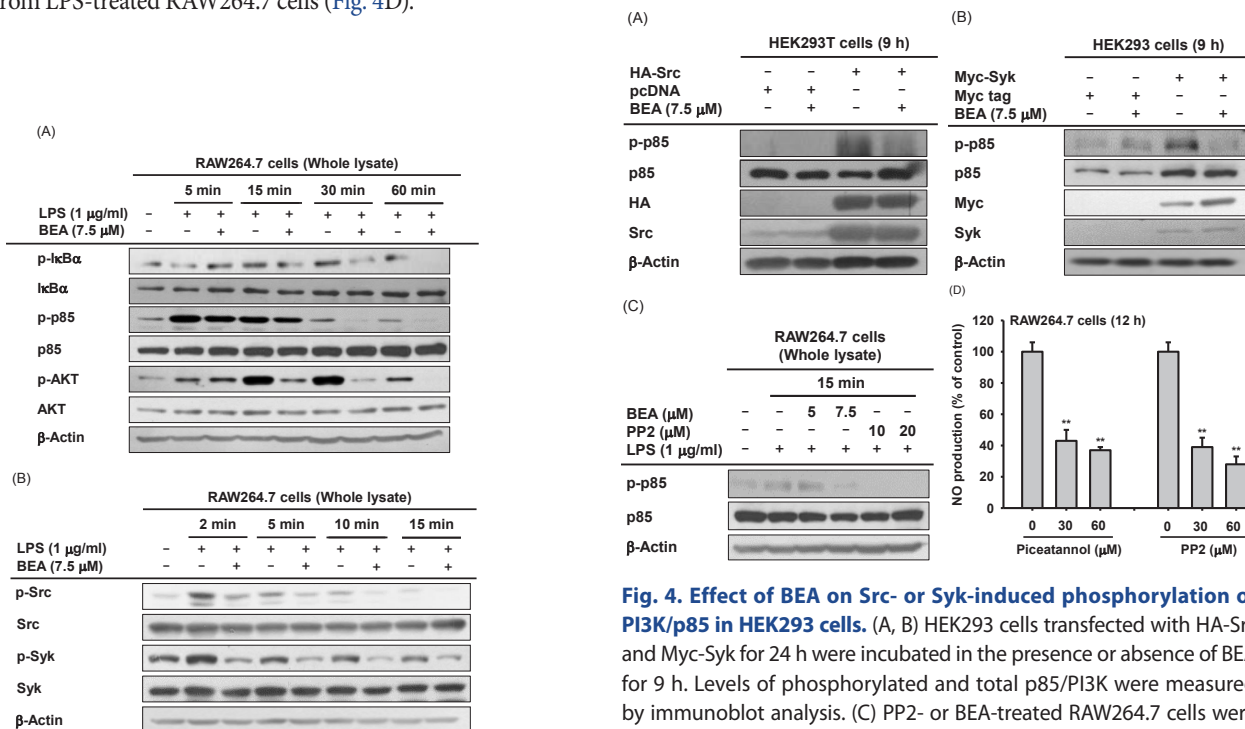 from LPS-treated RAW264.7 cells (Fig. 4D).
(A)
RAW264.7 cells (Whole lysate)
5 min 15 min 30 min 60 min
LPS (1 μg/ml) – + + + + + + + +
BEA (7.5 μM) – – + – + – + – +
p-IκBα
IκBα
p-p85
p85
p-AKT
AKT
β-Actin
(B)
RAW264.7 cells (Whole lysate)
2 min 5 min 10 min 15 min
LPS (1 μg/ml) – + + + + + + + +
BEA (7.5 μM) – – + – + – + – +
p-Src
Src
p-Syk
Syk
β-Actin
(A)
HEK293T cells (9 h)
HA-Src – – + +
pcDNA + + – –
BEA (7.5 μM) – + – +
p-p85
p85
HA
Src
β-Actin
(B)
HEK293 cells (9 h)
Myc-Syk – – + +
Myc tag + + – –
BEA (7.5 μM) – + – +
p-p85
p85
Myc
Syk
β-Actin
(C)
RAW264.7 cells
(Whole lysate)
15 min
BEA (μM) – – 5 7.5 – –
PP2 (μM) – – – – 10 20
LPS (1 μg/ml) – + + + + +
p-p85
p85
β-Actin
(D)
RAW264.7 cells (12 h)
NO production (% of control)
120
100
80
60
40
20
0
** ** ** **
0 30 60 0 30 60
Piceatannol (μM) PP2 (μM)
Fig. 4. Effect of BEA on Src- or Syk-induced phosphorylation
PI3K/p85 in HEK293 cells. (A, B) HEK293 cells transfected with
and Myc-Syk for 24 h were incubated in the presence or absence of BEA
for 9 h. Levels of phosphorylated and total p85/PI3K were measured
by immunoblot analysis. (C) PP2- or BEA-treated RAW264.7 cells were